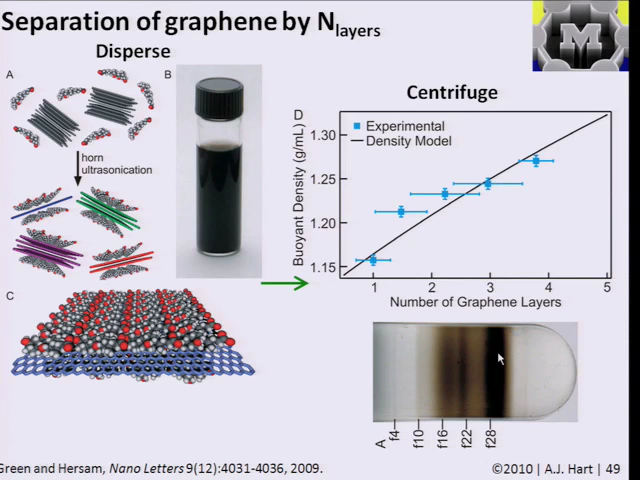 Separation of graphene by Nlayers
M
Disperse
A
B
horn
ultrasonication
C
Centrifuge
D
Experimental
Density Model
Buoyant Density (g/mL)
1.30
1.25
1.20
1.15
1 2 3 4 5
Number of Graphene Layers
A
f4
f10
f16
f22
f28
Green and Hersam, Nano Letters 9(12):4031-4036, 2009.
©2010 | A.J. Hart | 49